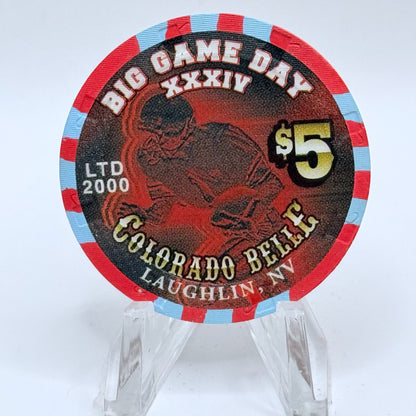 BIG GAME DAY
XXXIV
$5
LTD
2000
COLORADO BELLE
LAUGHLIN, NV